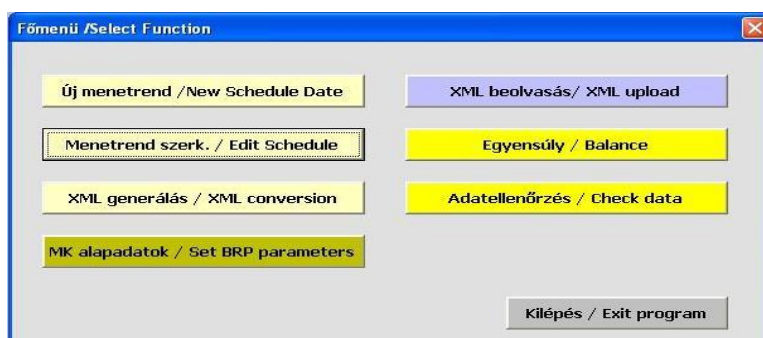 Főmenü /Select Function
Új menetrend /New Schedule Date
XML beolvasás/ XML upload
Menetrend szerk. / Edit Schedule
Egyensúly / Balance
XML generálás / XML conversion
Adatellenőrzés / Check data
MK alapadatok / Set BRP parameters
Kilépés / Exit program